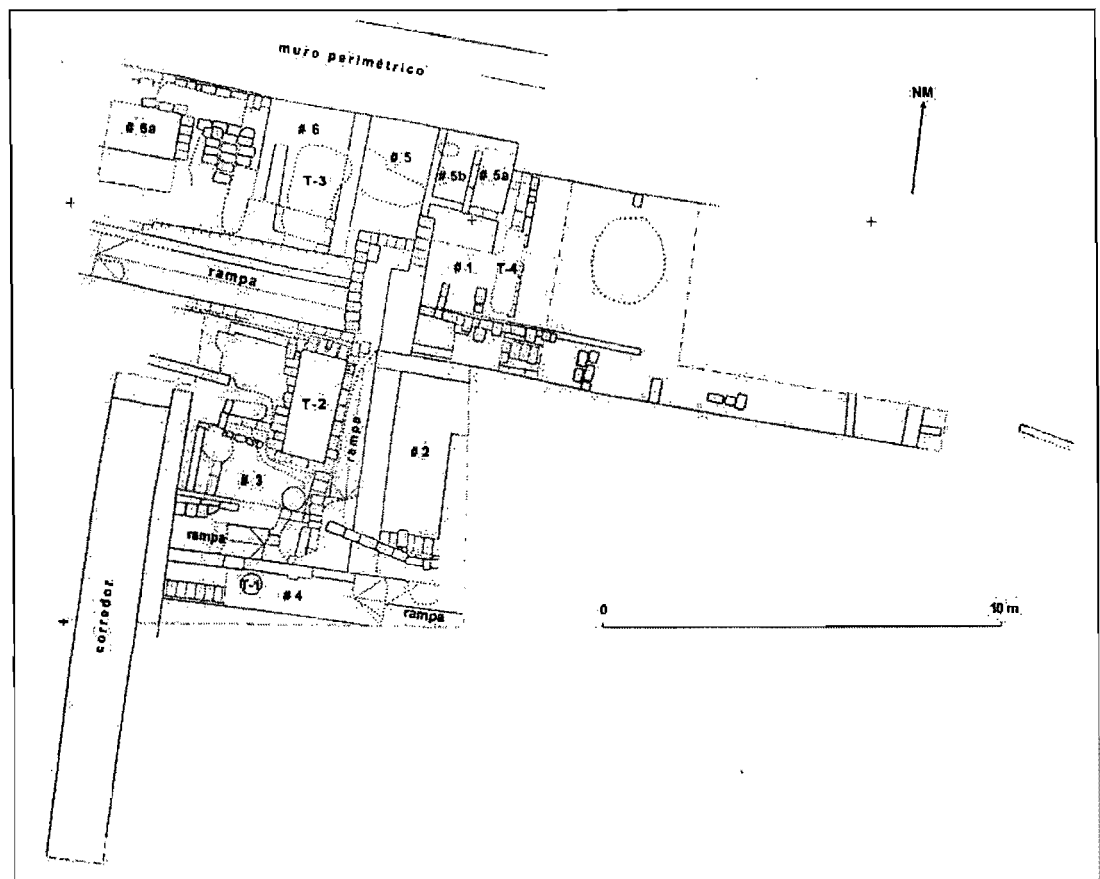 muro perimétrico
NM
# 6a
# 6
# 5
# 5b
# 5a
T-3
rampa
# 1
T-4
T-2
rampa
# 2
# 3
rampa
T-1
# 4
rampa
corredor
0
10 m